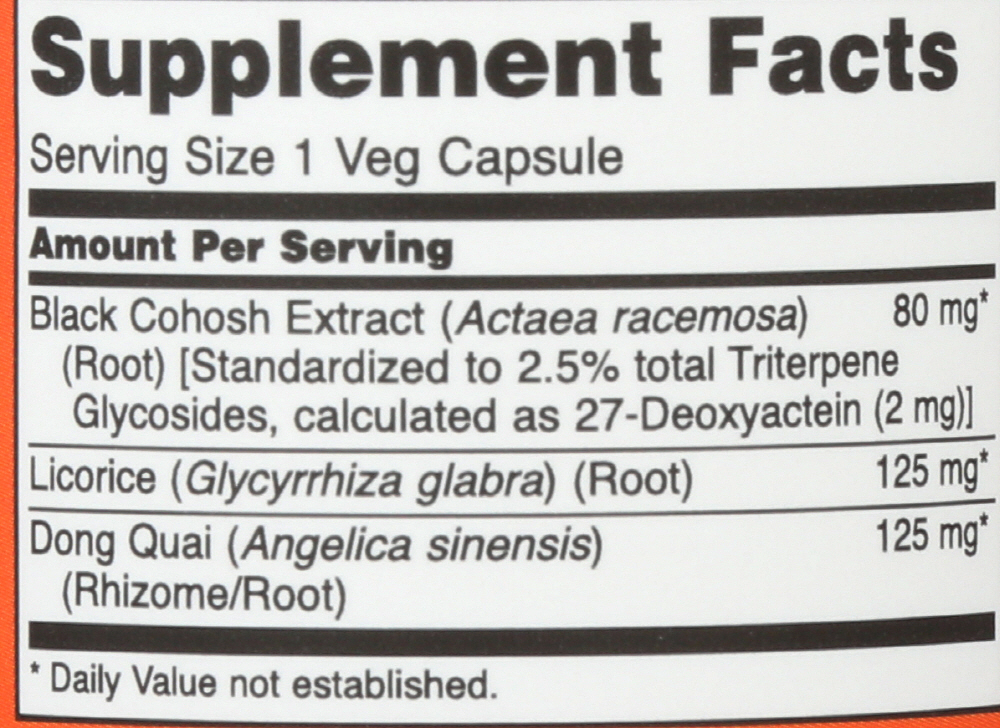 Supplement Facts
Serving Size 1 Veg Capsule
Amount Per Serving
Black Cohosh Extract (Actaea racemosa) 80 mg*
(Root) [Standardized to 2.5% total Triterpene
Glycosides, calculated as 27-Deoxyactein (2 mg)]
Licorice (Glycyrrhiza glabra) (Root) 125 mg*
Dong Quai (Angelica sinensis) 125 mg*
(Rhizome/Root)
* Daily Value not established.